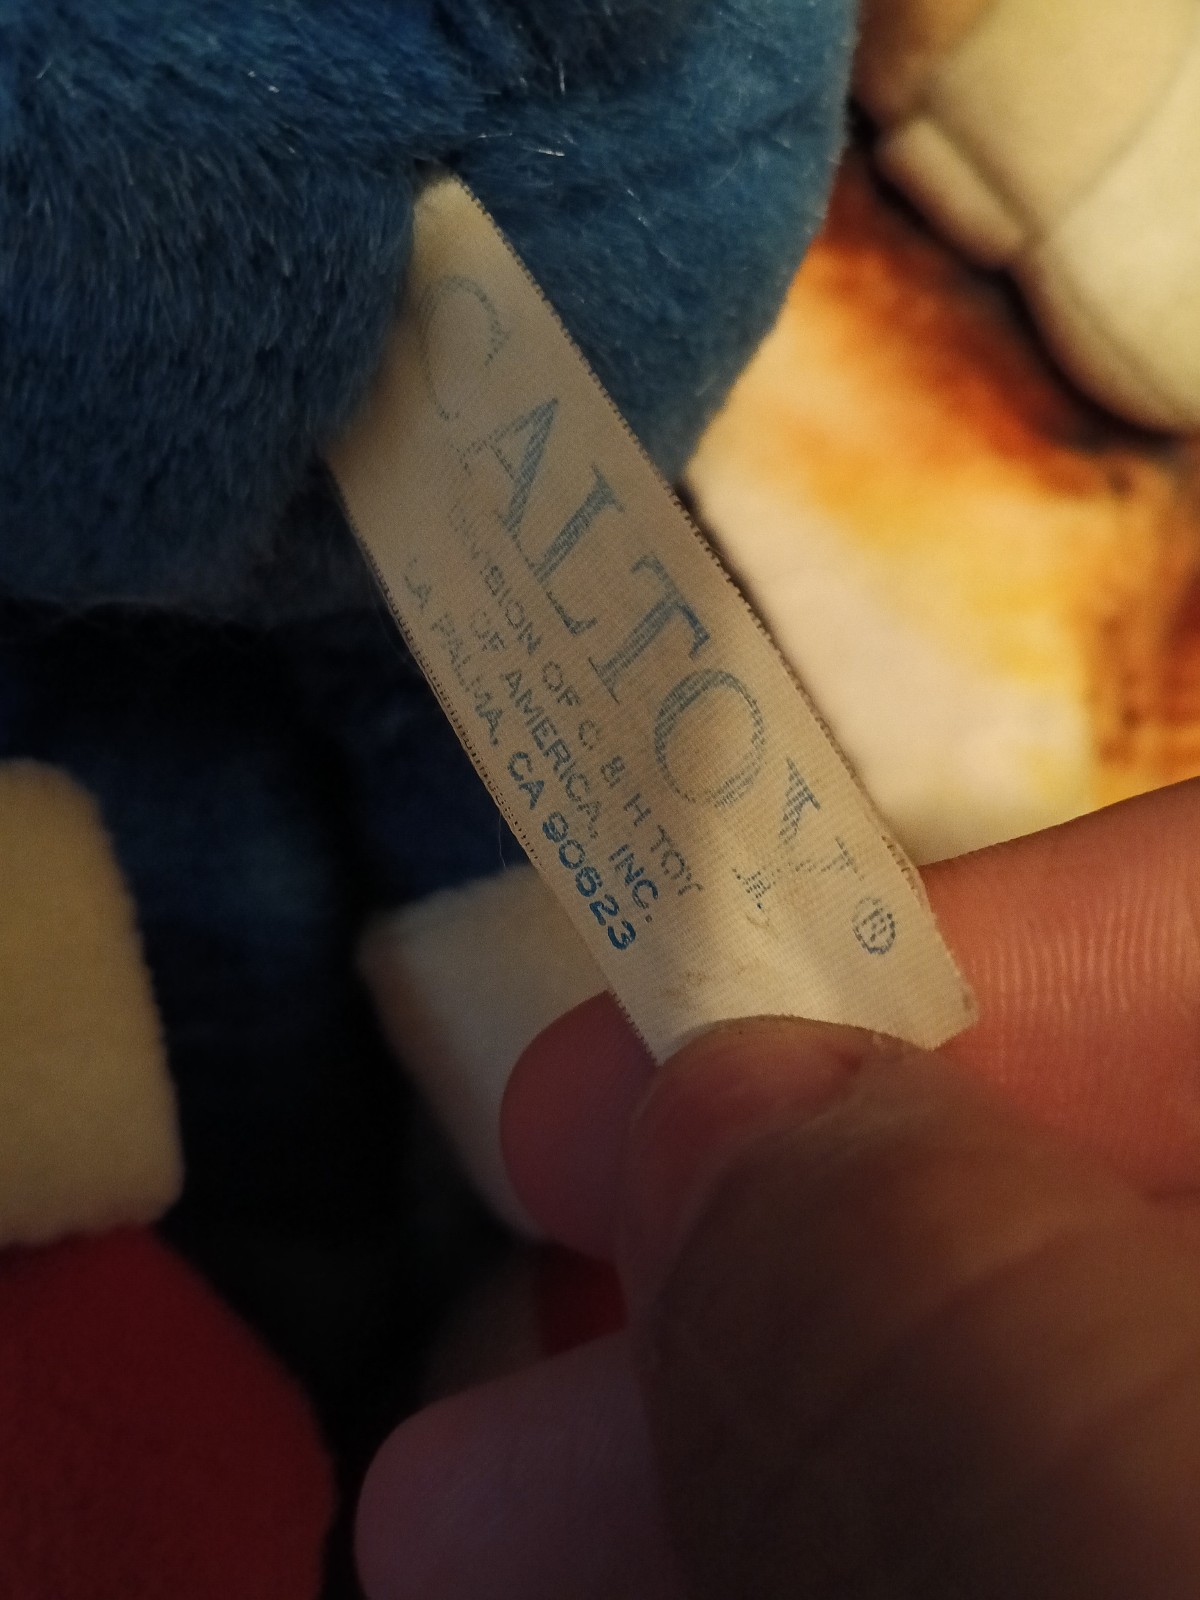 CALTOY®
DIVISION OF C & H TOY
OF AMERICA, INC.
LA PALMA, CA 90623